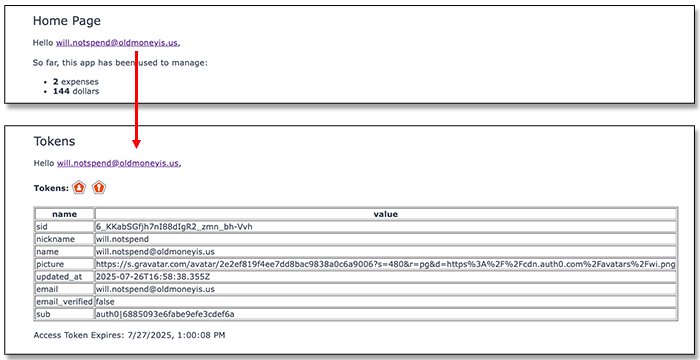 Home Page
Hello will.notspend@oldmoneyis.us,
So far, this app has been used to manage:
• 2 expenses
• 144 dollars
Tokens
Hello will.notspend@oldmoneyis.us,
Tokens:
name value
sid 6_KKabSGfjh7nI88dIgR2_zmn_bh-Vvh
nickname will.notspend
name will.notspend@oldmoneyis.us
picture https://s.gravatar.com/avatar/2e2ef819f4ee7dd8bac9838a0c6a9006?s=480&r=pg&d=https%3A%2F%2Fcdn.auth0.com%2Favatars%2Fwi.png
updated_at 2025-07-26T16:58:38.355Z
email will.notspend@oldmoneyis.us
email_verified false
sub auth0|6885093e6fabe9efe3cdef6a
Access Token Expires: 7/27/2025, 1:00:08 PM